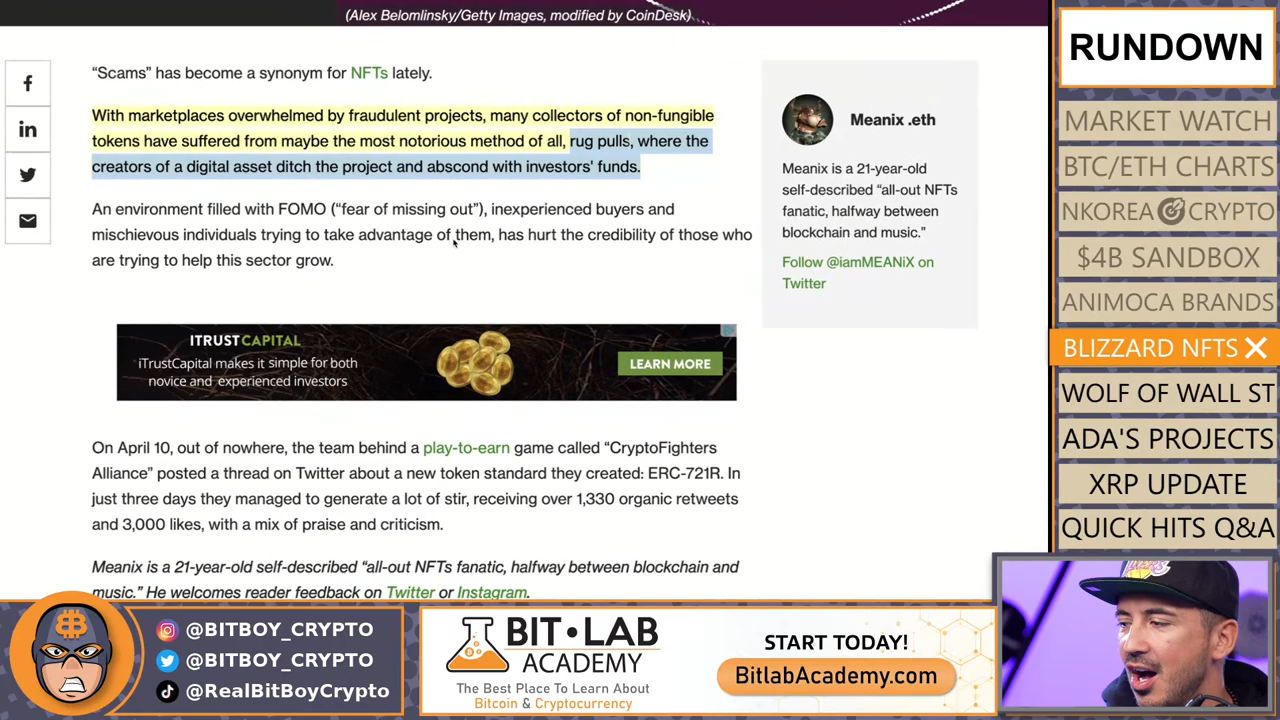 (Alex Belomlinsky/Getty Images, modified by CoinDesk)
“Scams” has become a synonym for NFTs lately.
With marketplaces overwhelmed by fraudulent projects, many collectors of non-fungible
tokens have suffered from maybe the most notorious method of all, rug pulls, where the
creators of a digital asset ditch the project and abscond with investors' funds.
An environment filled with FOMO (“fear of missing out”), inexperienced buyers and
mischievous individuals trying to take advantage of them, has hurt the credibility of those who
are trying to help this sector grow.
Meanix .eth
Meanix is a 21-year-old
self-described “all-out NFTs
fanatic, halfway between
blockchain and music.”
Follow @iamMEANiX on
Twitter
ITRUSTCAPITAL
iTrustCapital makes it simple for both
novice and experienced investors
LEARN MORE
On April 10, out of nowhere, the team behind a play-to-earn game called “CryptoFighters
Alliance” posted a thread on Twitter about a new token standard they created: ERC-721R. In
just three days they managed to generate a lot of stir, receiving over 1,330 organic retweets
and 3,000 likes, with a mix of praise and criticism.
Meanix is a 21-year-old self-described “all-out NFTs fanatic, halfway between blockchain and
music.” He welcomes reader feedback on Twitter or Instagram.
RUNDOWN
MARKET WATCH
BTC/ETH CHARTS
NKOREA CRYPTO
$4B SANDBOX
ANIMOCA BRANDS
BLIZZARD NFTS
WOLF OF WALL ST
ADA'S PROJECTS
XRP UPDATE
QUICK HITS Q&A
@BITBOY_CRYPTO
@BITBOY_CRYPTO
@RealBitBoyCrypto
BIT•LAB
ACADEMY
The Best Place To Learn About
Bitcoin & Cryptocurrency
START TODAY!
BitlabAcademy.com